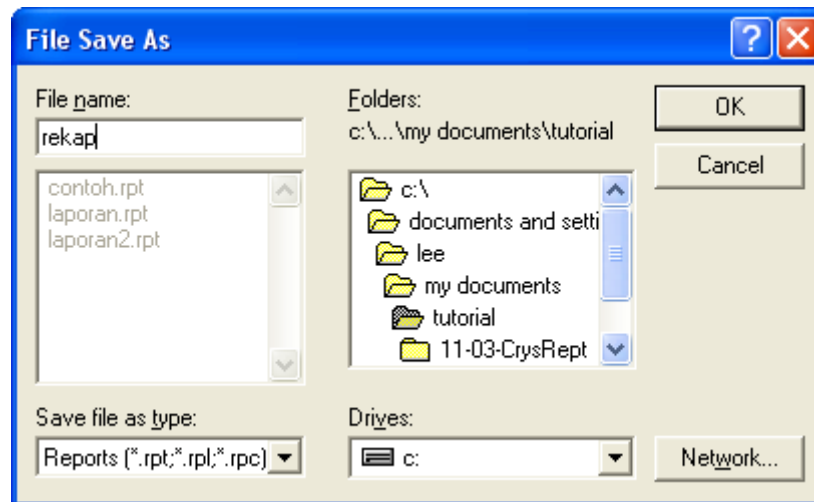 File Save As
File name:
rekap
contoh.rpt
laporan.rpt
laporan2.rpt
Save file as type:
Reports (*.rpt;*.rpl;*.rpc)
Folders:
c:\...\my documents\tutorial
c:\
documents and setti
lee
my documents
tutorial
11-03-CrysRept
Drives:
c:
OK
Cancel
Network...